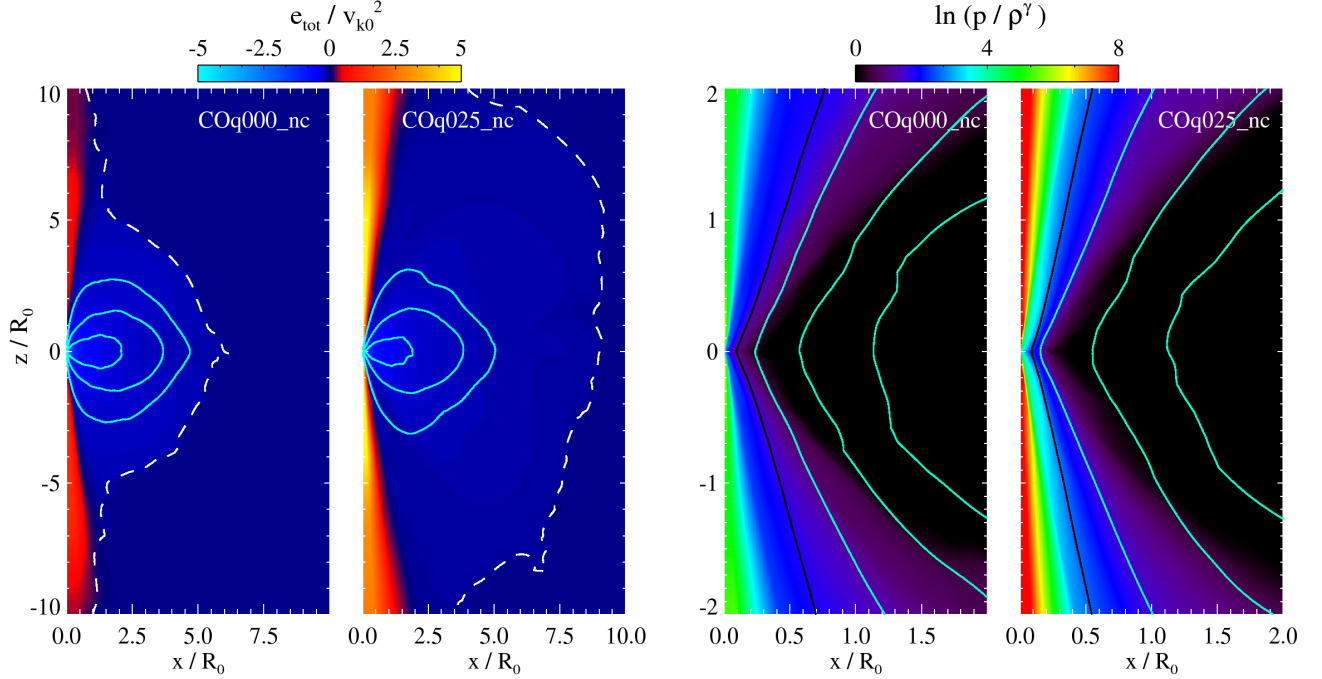 e_tot / v_k0^2
-5 -2.5 0 2.5 5
ln (p / ρ^γ)
0 4 8
COq000_nc
COq025_nc
COq000_nc
COq025_nc
z / R_0
10
5
0
-5
-10
0.0 2.5 5.0 7.5
0.0 2.5 5.0 7.5 10.0
x / R_0
x / R_0
2
1
0
-1
-2
0.0 0.5 1.0 1.5
0.0 0.5 1.0 1.5 2.0
x / R_0
x / R_0